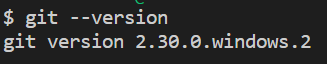 $ git --version
git version 2.30.0.windows.2